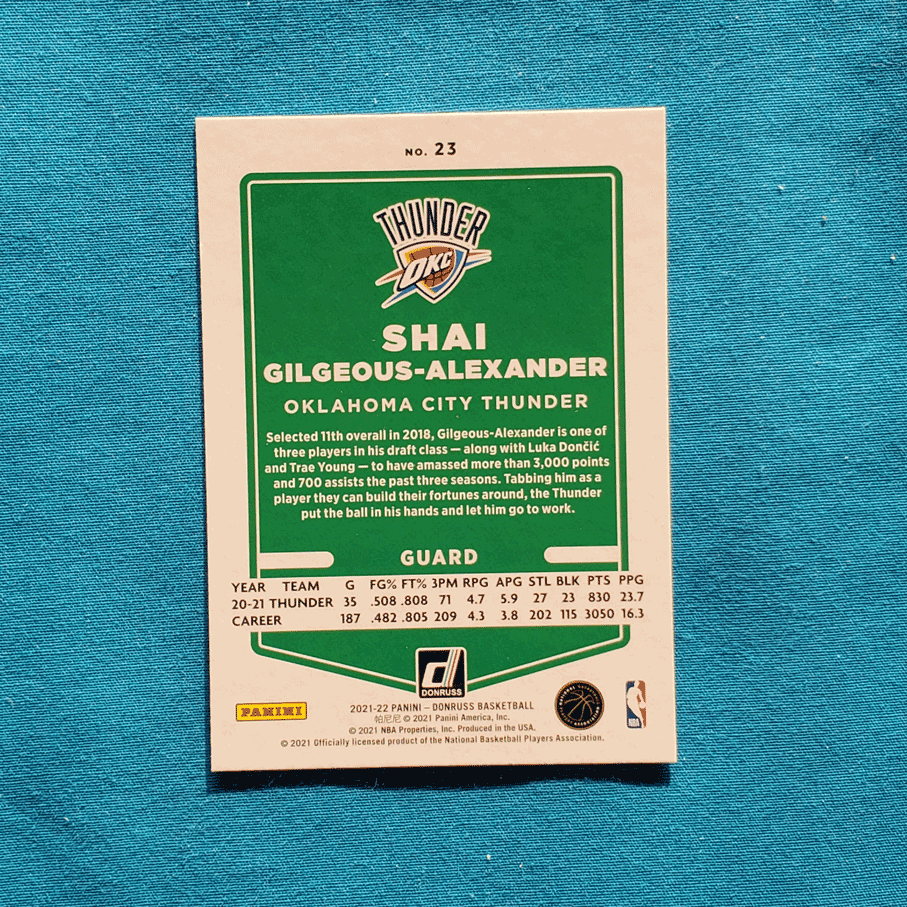 NO. 23
THUNDER
OKC
SHAI
GILGEOUS-ALEXANDER
OKLAHOMA CITY THUNDER
Selected 11th overall in 2018, Gilgeous-Alexander is one of
three players in his draft class — along with Luka Dončić
and Trae Young — to have amassed more than 3,000 points
and 700 assists the past three seasons. Tabbing him as a
player they can build their fortunes around, the Thunder
put the ball in his hands and let him go to work.
GUARD
YEAR TEAM G FG% FT% 3PM RPG APG STL BLK PTS PPG
20-21 THUNDER 35 .508 .808 71 4.7 5.9 27 23 830 23.7
CAREER 187 .482 .805 209 4.3 3.8 202 115 3050 16.3
d
DONRUSS
PANINI
2021-22 PANINI – DONRUSS BASKETBALL
帕尼尼 © 2021 Panini America, Inc.
© 2021 NBA Properties, Inc. Produced in the USA.
© 2021 Officially licensed product of the National Basketball Players Association.
NATIONAL BASKETBALL PLAYERS ASSOCIATION
NBA